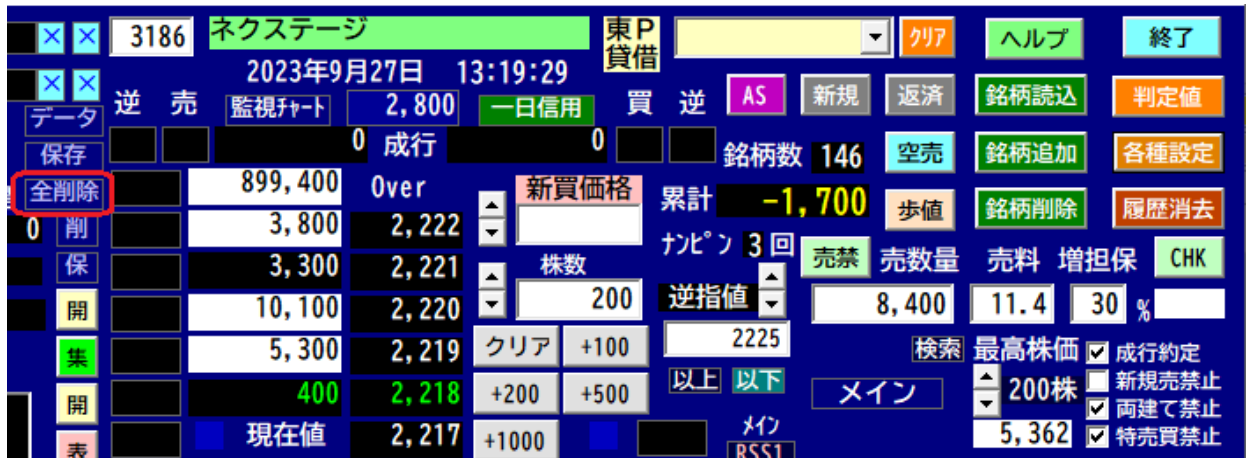 × × 3186 ネクステージ 東P 貸借 クリア ヘルプ 終了
2023年9月27日 13:19:29
× × 逆 売 監視チャート 2,800 一日信用 買 逆 AS 新規 返済 銘柄読込 判定値
データ
保存 0 成行 0 銘柄数 146 空売 銘柄追加 各種設定
全削除 899,400 Over 新買価格 累計 -1,700 歩値 銘柄削除 履歴消去
0 削 3,800 2,222
ナンピン 3回 売禁 売数量 売料 増担保 CHK
保 3,300 2,221 株数
開 10,100 2,220 200 逆指値 8,400 11.4 30 %
集 5,300 2,219 クリア +100 2225 検索 最高株価 成行約定
開 400 2,218 +200 +500 以上 以下 メイン 200株 新規売禁止
両建て禁止
表 現在値 2,217 +1000 メイン 5,362 特売買禁止
RSS1